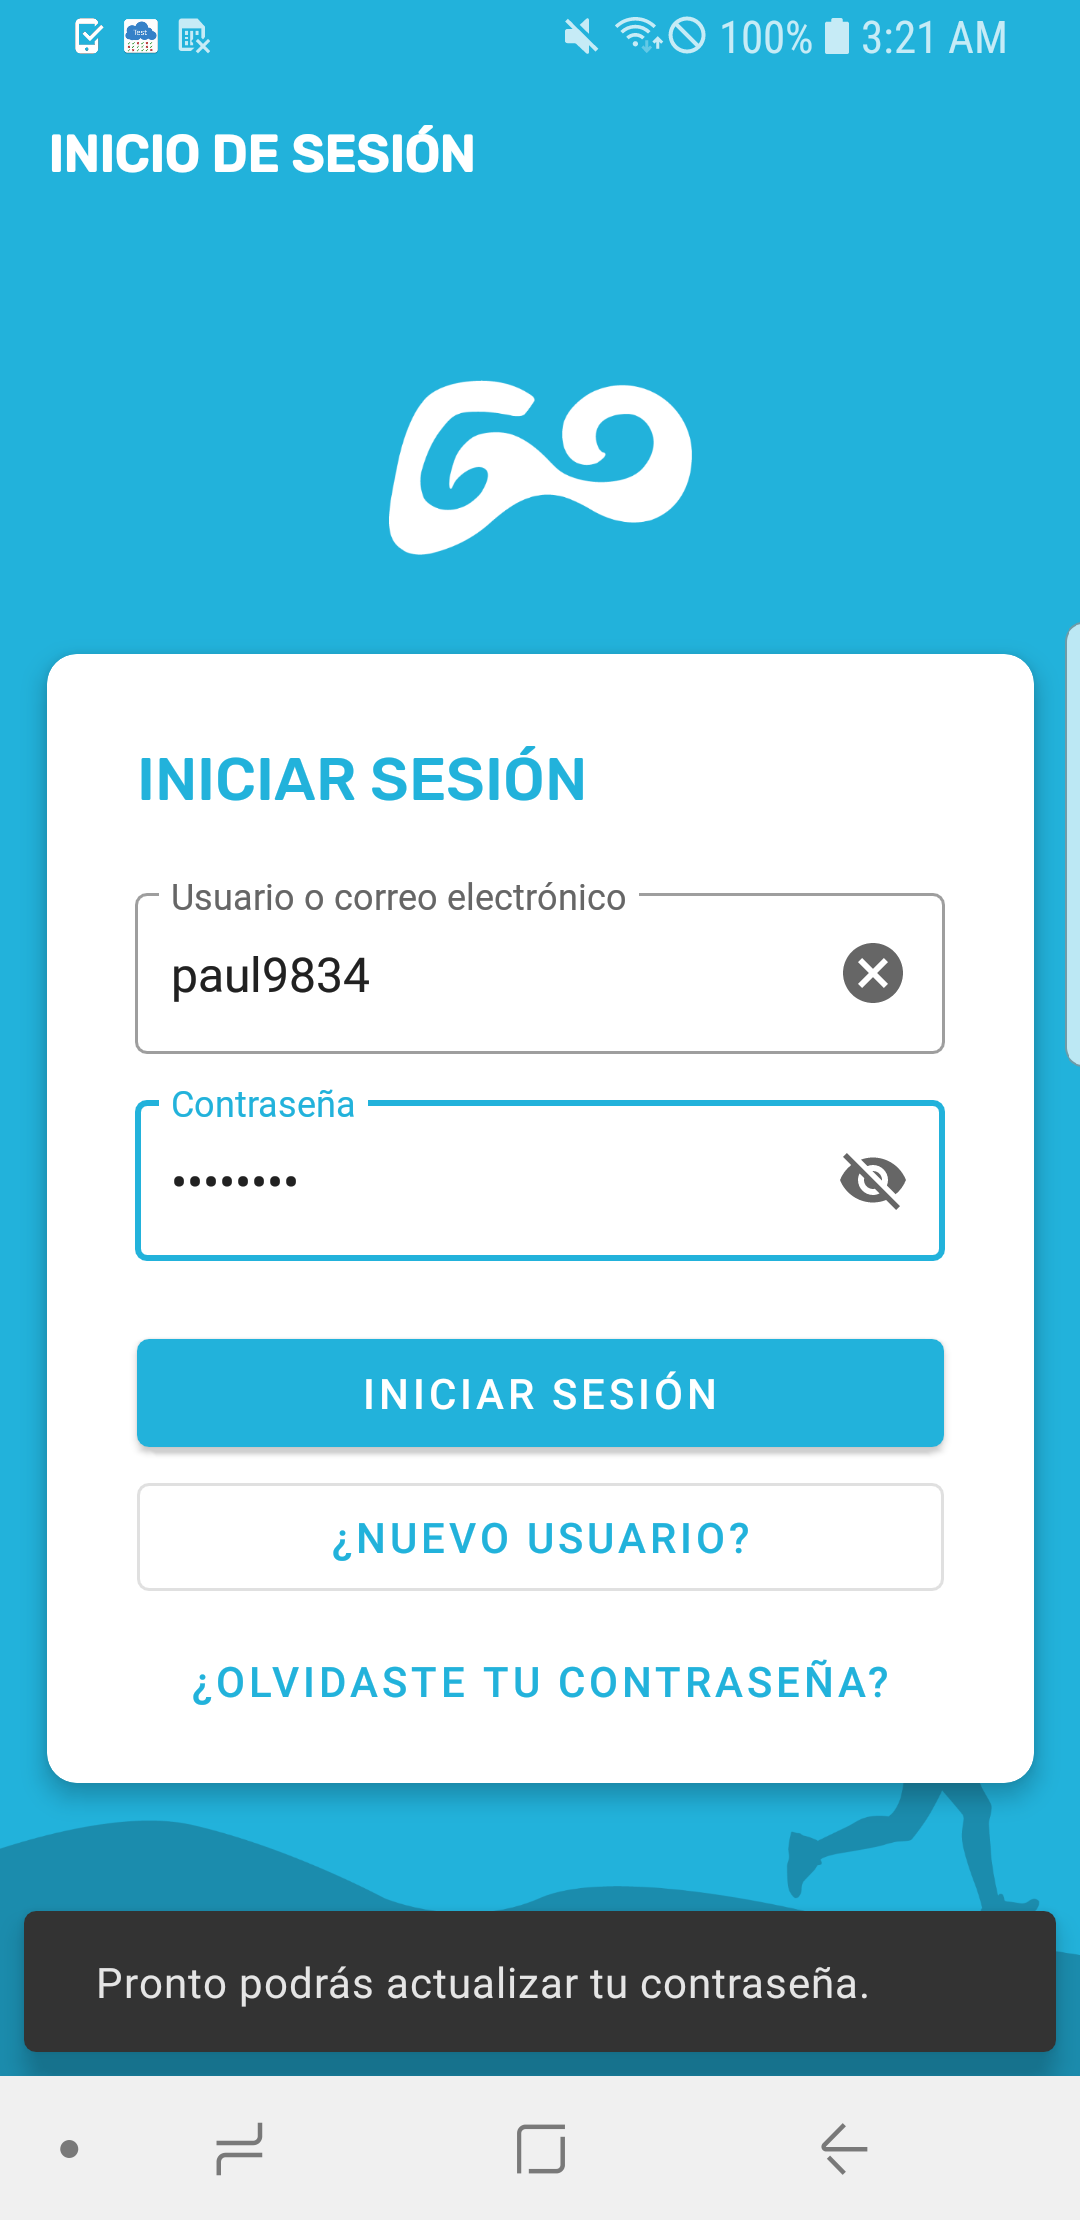 Test
100% 3:21 AM
INICIO DE SESIÓN
INICIAR SESIÓN
Usuario o correo electrónico
paul9834
Contraseña
••••••••
INICIAR SESIÓN
¿NUEVO USUARIO?
¿OLVIDASTE TU CONTRASEÑA?
Pronto podrás actualizar tu contraseña.